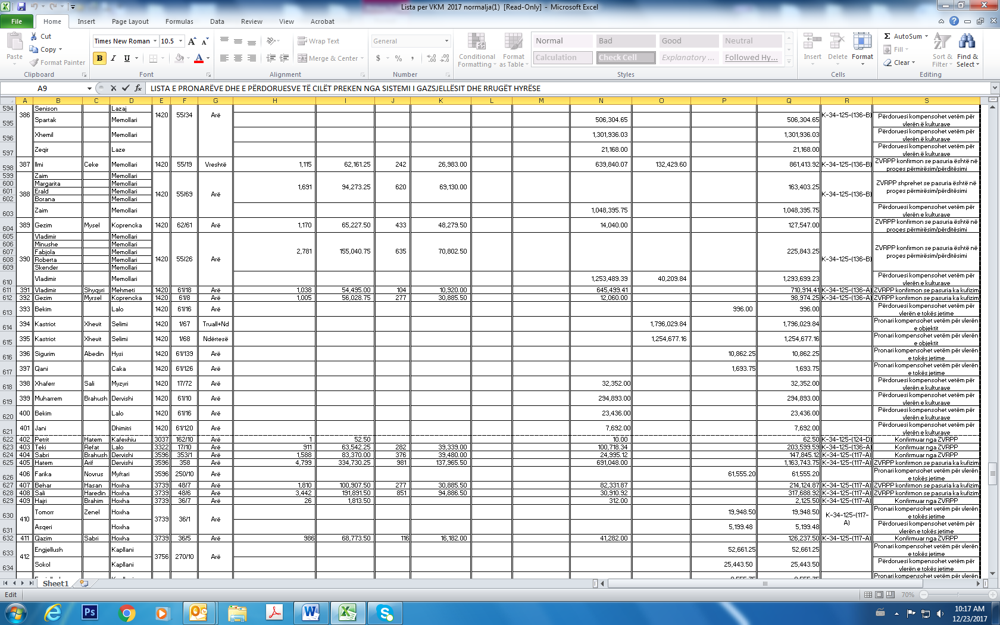 Lista per VKM 2017 normalja(1) [Read-Only] - Microsoft Excel
File Home Insert Page Layout Formulas Data Review View Acrobat
Paste Cut Copy Format Painter Clipboard
Times New Roman 10.5 B I U Font
Wrap Text Merge & Center Alignment
General $ % , Number
Conditional Formatting Format as Table Normal Bad Good Neutral Calculation Check Cell Explanatory ... Followed Hy... Styles
Insert Delete Format Cells
AutoSum Fill Clear Sort & Filter Find & Select Editing
A9 fx LISTA E PRONARËVE DHE E PËRDORUESVE TË CILËT PREKEN NGA SISTEMI I GAZSJELLËSIT DHE RRUGËT HYRËSE
A B C D E F G H I J K L M N O P Q R S
594 386 Senison Lazaj 1420 55/34 Arë K-34-125-(136-B)
595 Spartak Memollari 506,304.65 506,304.65 Përdoruesi kompensohet vetëm për vlerën ë kulturave
596 Xhemil Memollari 1,301,936.03 1,301,936.03 Përdoruesi kompensohet vetëm për vlerën ë kulturave
597 Zeqir Laze 21,168.00 21,168.00 Përdoruesi kompensohet vetëm për vlerën ë kulturave
598 387 Ilmi Ceke Memollari 1420 55/19 Vreshtë 1,115 62,161.25 242 26,983.00 639,840.07 132,429.60 861,413.92 K-34-125-(136-B) ZVRPP konfirmon se pasuria është në proçes përmirësimi/përditësimi
599 388 Zaim Memollari 1420 55/69 Arë 1,691 94,273.25 620 69,130.00 163,403.25 K-34-125-(136-B) ZVRPP shprehet se pasuria është në proçes përmirësim/përditësimi
600 Margarita Memollari
601 Erald Memollari
602 Borana Memollari
603 Zaim Memollari 1,048,395.75 1,048,395.75 Përdoruesi kompensohet vetëm për vlerën e kulturave
604 389 Gezim Mysel Koprencka 1420 62/61 Arë 1,170 65,227.50 433 48,279.50 14,040.00 127,547.00 ZVRPP konfirmon se pasuria është në proçes përmirësim/përditësimi
605 390 Vladimir Memollari 1420 55/26 Arë 2,781 155,040.75 635 70,802.50 225,843.25 K-34-125-(136-B) ZVRPP konfirmon se pasuria është në proçes përmirësim/përditësimi
606 Minushe Memollari
607 Fabjola Memollari
608 Roberta Memollari
609 Skender Memollari
610 Vladimir Memollari 1,253,489.39 40,209.84 1,293,699.23 Përdoruesi kompensohet vetëm për vlerën e kulturave
611 391 Vladimir Shyqyri Mehmeti 1420 61/18 Arë 1,038 54,495.00 104 10,920.00 645,499.41 710,914.41 K-34-125-(136-A) ZVRPP konfirmon se pasuria ka kufizim
612 392 Gezim Myrsel Koprencka 1420 61/8 Arë 1,005 56,028.75 277 30,885.50 12,060.00 98,974.25 K-34-125-(136-A) ZVRPP konfirmon se pasuria ka kufizim
613 393 Bekim Lalo 1420 61/16 Arë 996.00 996.00 Përdoruesi kompensohet vetëm për vlerën e tokës jetime
614 394 Kastriot Xhevit Selimi 1420 1/67 Truall+Nd 1,796,029.84 1,796,029.84 Pronari kompensohet vetëm për vlerën e objektit
615 395 Kastriot Xhevit Selimi 1420 1/68 Ndërtesë 1,254,677.16 1,254,677.16 Pronari kompensohet vetëm për vlerën e objektit
616 396 Sigurim Abedin Hysi 1420 61/139 Arë 10,862.25 10,862.25 Pronari kompensohet vetëm për vlerën e tokës jetime
617 397 Qani Caka 1420 61/126 Arë 1,693.75 1,693.75 Pronari kompensohet vetëm për vlerën e tokës jetime
618 398 Xhaferr Sali Myzyri 1420 17/72 Arë 32,352.00 32,352.00 Përdoruesi kompensohet vetëm për vlerën e kulturave
619 399 Muharrem Brahush Dervishi 1420 61/10 Arë 294,893.00 294,893.00 Përdoruesi kompensohet vetëm për vlerën e kulturave
620 400 Bekim Lalo 1420 61/16 Arë 23,436.00 23,436.00 Përdoruesi kompensohet vetëm për vlerën e kulturave
621 401 Jani Dhimitri 1420 61/120 Arë 7,692.00 7,692.00 Përdoruesi kompensohet vetëm për vlerën e kulturave
622 402 Petrit Hatem Kafexhiu 3037 162/10 Arë 1 52.50 10.00 62.50 K-34-125-(124-D) Konfirmuar nga ZVRPP
623 403 Teki Refat Lalo 3322 17/10 Arë 911 63,542.25 282 39,339.00 100,718.34 203,599.59 K-34-125-(136-A) Konfirmuar nga ZVRPP
624 404 Sabri Brahush Dervishi 3596 353/1 Arë 1,588 83,370.00 376 39,480.00 24,995.12 147,845.12 K-34-125-(117-A) Konfirmuar nga ZVRPP
625 405 Hatem Arif Dervishi 3596 358 Arë 4,799 334,730.25 981 137,965.50 691,048.00 1,163,743.75 K-34-125-(117-A) ZVRPP konfirmon se pasuria ka kufizim
626 406 Farika Novrus Myftari 3596 250/10 Arë 61,555.20 61,555.20 Pronari kompensohet vetëm për vlerën e tokës jetime
627 407 Behar Hasan Hoxha 3739 48/7 Arë 1,810 100,907.50 277 30,885.50 82,331.87 214,124.87 K-34-125-(117-A) ZVRPP konfirmon se pasuria ka kufizim
628 408 Sali Haredin Hoxha 3739 48/6 Arë 3,442 191,891.50 851 94,886.50 30,910.92 317,688.92 K-34-125-(117-A) ZVRPP konfirmon se pasuria ka kufizim
629 409 Hajri Brahim Hoxha 3739 36/7 Arë 26 1,813.50 312.00 2,125.50 K-34-125-(117-A) Konfirmuar nga ZVRPP
630 410 Tomorr Zenel Hoxha 3739 36/1 Arë 19,948.50 19,948.50 K-34-125-(117-A) Pronari kompensohet vetëm për vlerën e tokës jetime
631 Asqeri Hoxha 5,199.48 5,199.48 Përdoruesi kompensohet vetëm për vlerën e tokës jetime
632 411 Qazim Sabri Hoxha 3739 36/5 Arë 986 68,773.50 116 16,182.00 41,282.00 126,237.50 K-34-125-(117-A) Konfirmuar nga ZVRPP
633 412 Engjellush Kapllani 3756 270/10 Arë 52,661.25 52,661.25 Pronari kompensohet vetëm për vlerën e tokës jetime
634 Sokol Kapllani 25,443.50 25,443.50 Përdoruesi kompensohet vetëm për vlerën e tokës jetime
Pronari kompensohet vetëm për vlerën
Sheet1
Edit 70%
10:17 AM
12/23/2017